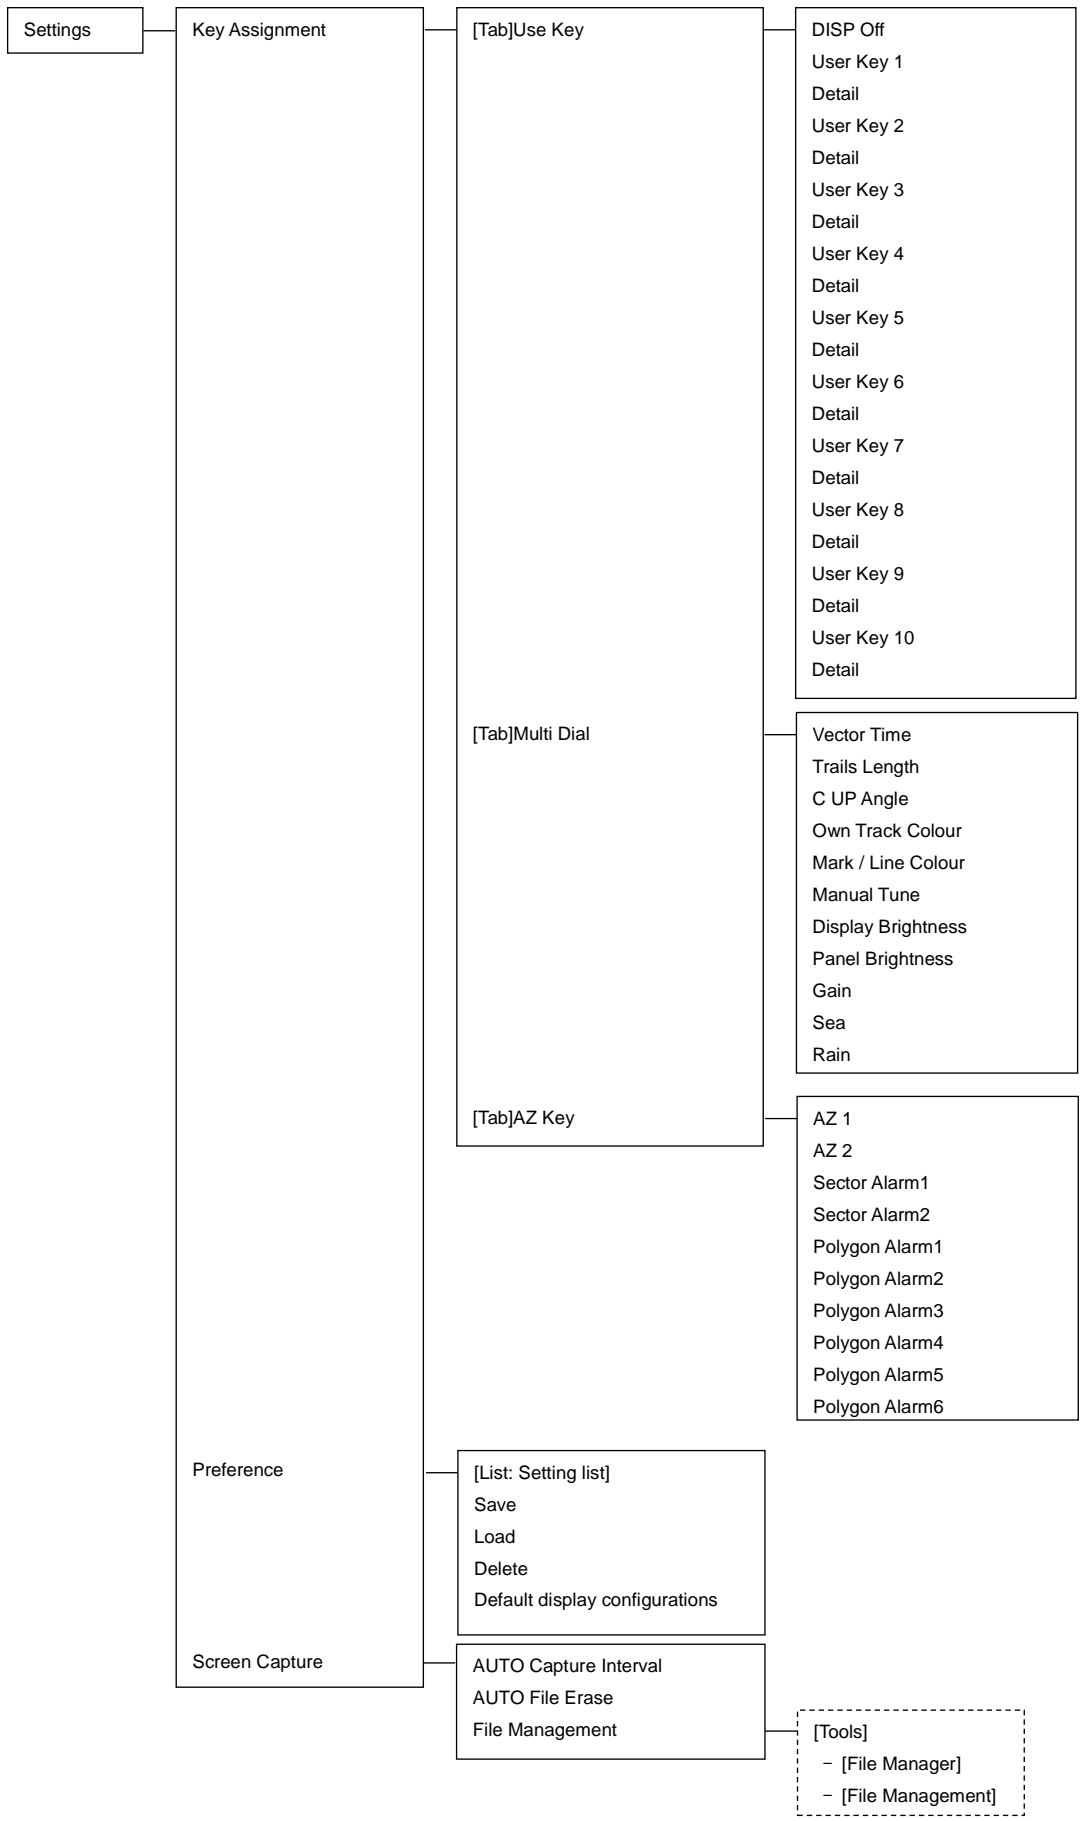 Settings
Key Assignment
[Tab]Use Key
DISP Off
User Key 1
Detail
User Key 2
Detail
User Key 3
Detail
User Key 4
Detail
User Key 5
Detail
User Key 6
Detail
User Key 7
Detail
User Key 8
Detail
User Key 9
Detail
User Key 10
Detail
[Tab]Multi Dial
Vector Time
Trails Length
C UP Angle
Own Track Colour
Mark / Line Colour
Manual Tune
Display Brightness
Panel Brightness
Gain
Sea
Rain
[Tab]AZ Key
AZ 1
AZ 2
Sector Alarm1
Sector Alarm2
Polygon Alarm1
Polygon Alarm2
Polygon Alarm3
Polygon Alarm4
Polygon Alarm5
Polygon Alarm6
Preference
[List: Setting list]
Save
Load
Delete
Default display configurations
Screen Capture
AUTO Capture Interval
AUTO File Erase
File Management
[Tools]
− [File Manager]
− [File Management]